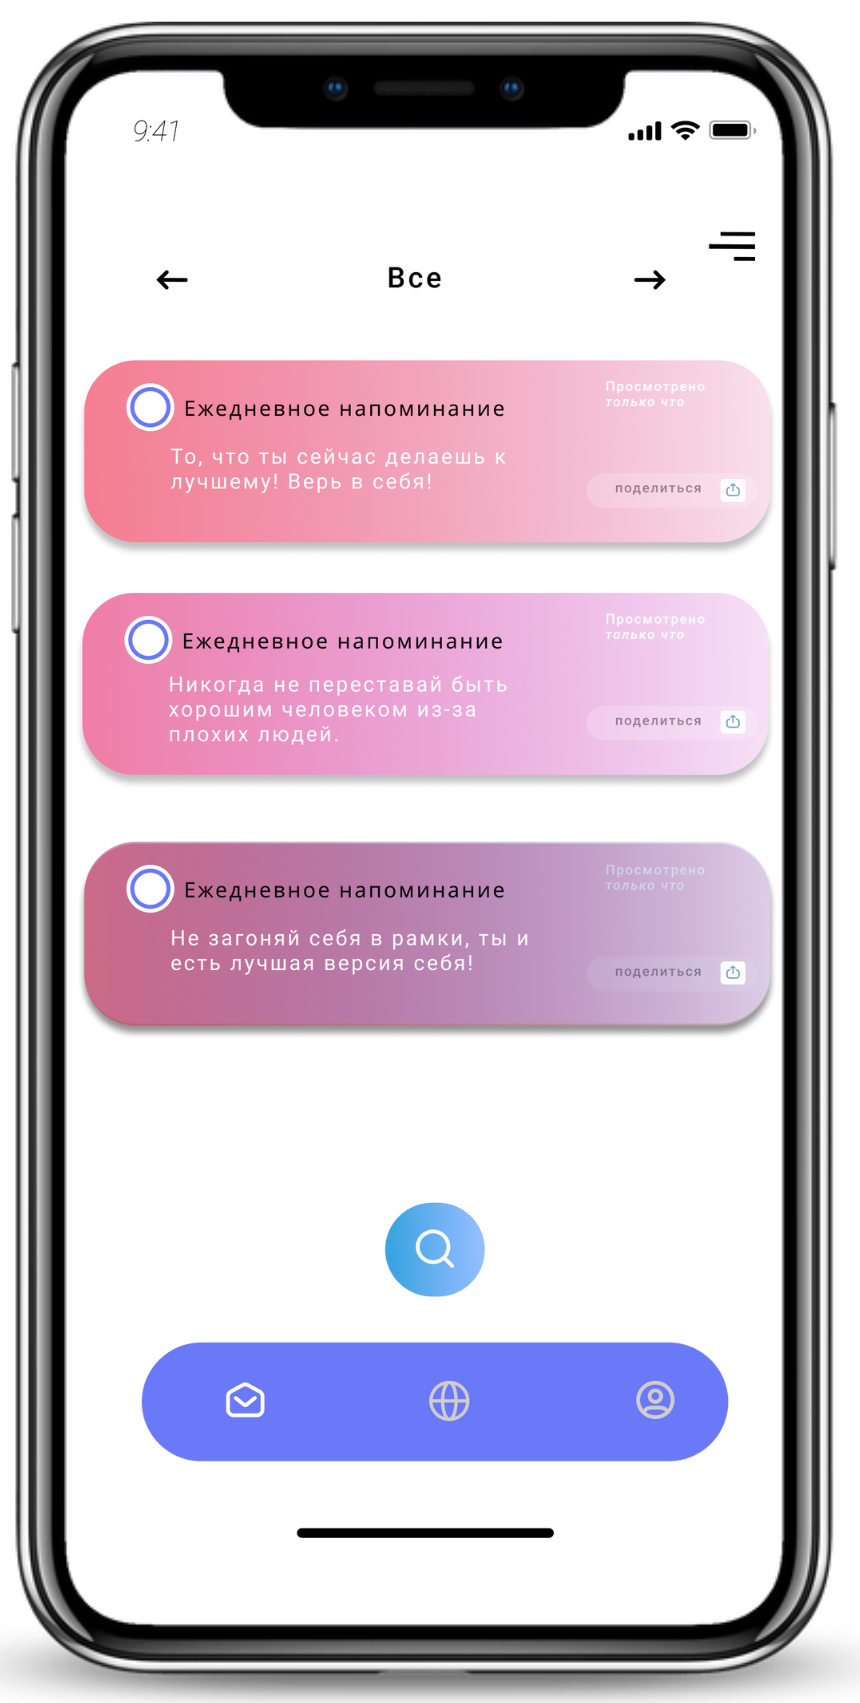 9:41
Все
Ежедневное напоминание
Просмотрено
только что
То, что ты сейчас делаешь к
лучшему! Верь в себя!
поделиться
Ежедневное напоминание
Просмотрено
только что
Никогда не переставай быть
хорошим человеком из-за
плохих людей.
поделиться
Ежедневное напоминание
Просмотрено
только что
Не загоняй себя в рамки, ты и
есть лучшая версия себя!
поделиться